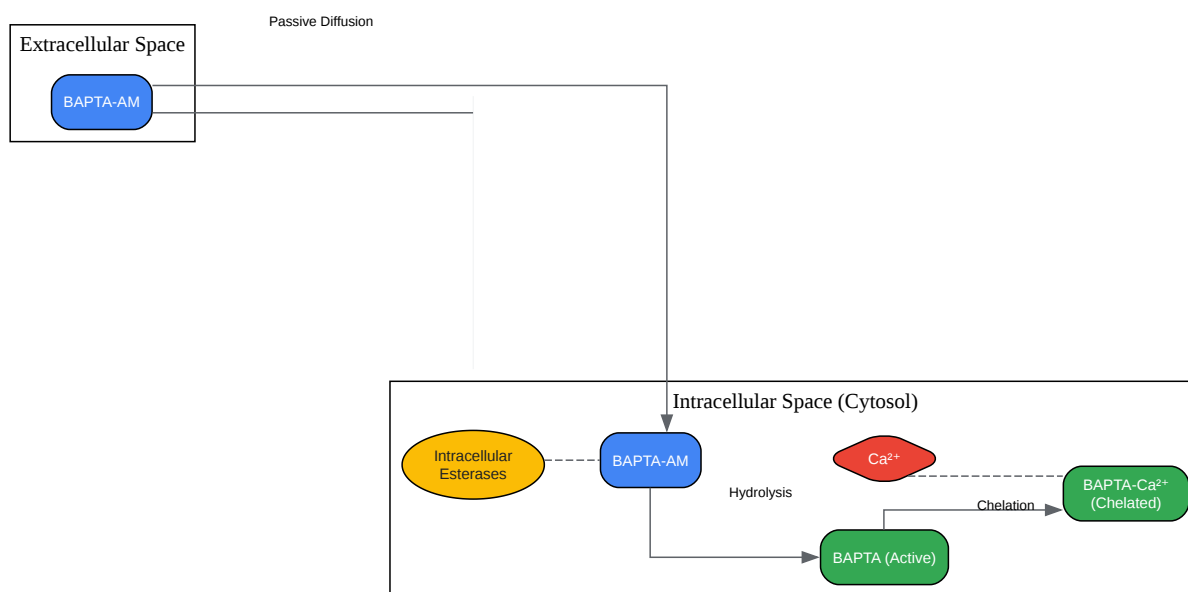 Passive Diffusion
Extracellular Space
BAPTA-AM
Intracellular Space (Cytosol)
Intracellular
Esterases
BAPTA-AM
Ca²⁺
BAPTA-Ca²⁺
(Chelated)
Hydrolysis
Chelation
BAPTA (Active)